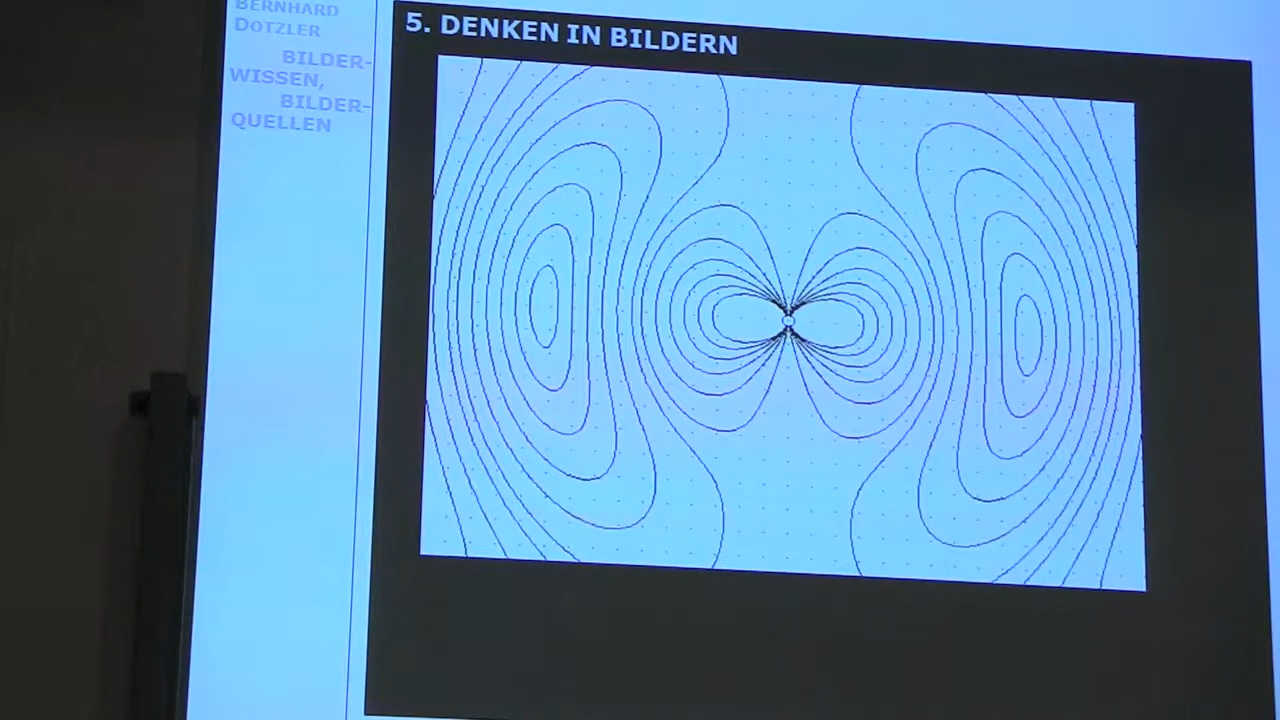 BERNHARD
DOTZLER
BILDER-
WISSEN,
BILDER-
QUELLEN
5. DENKEN IN BILDERN